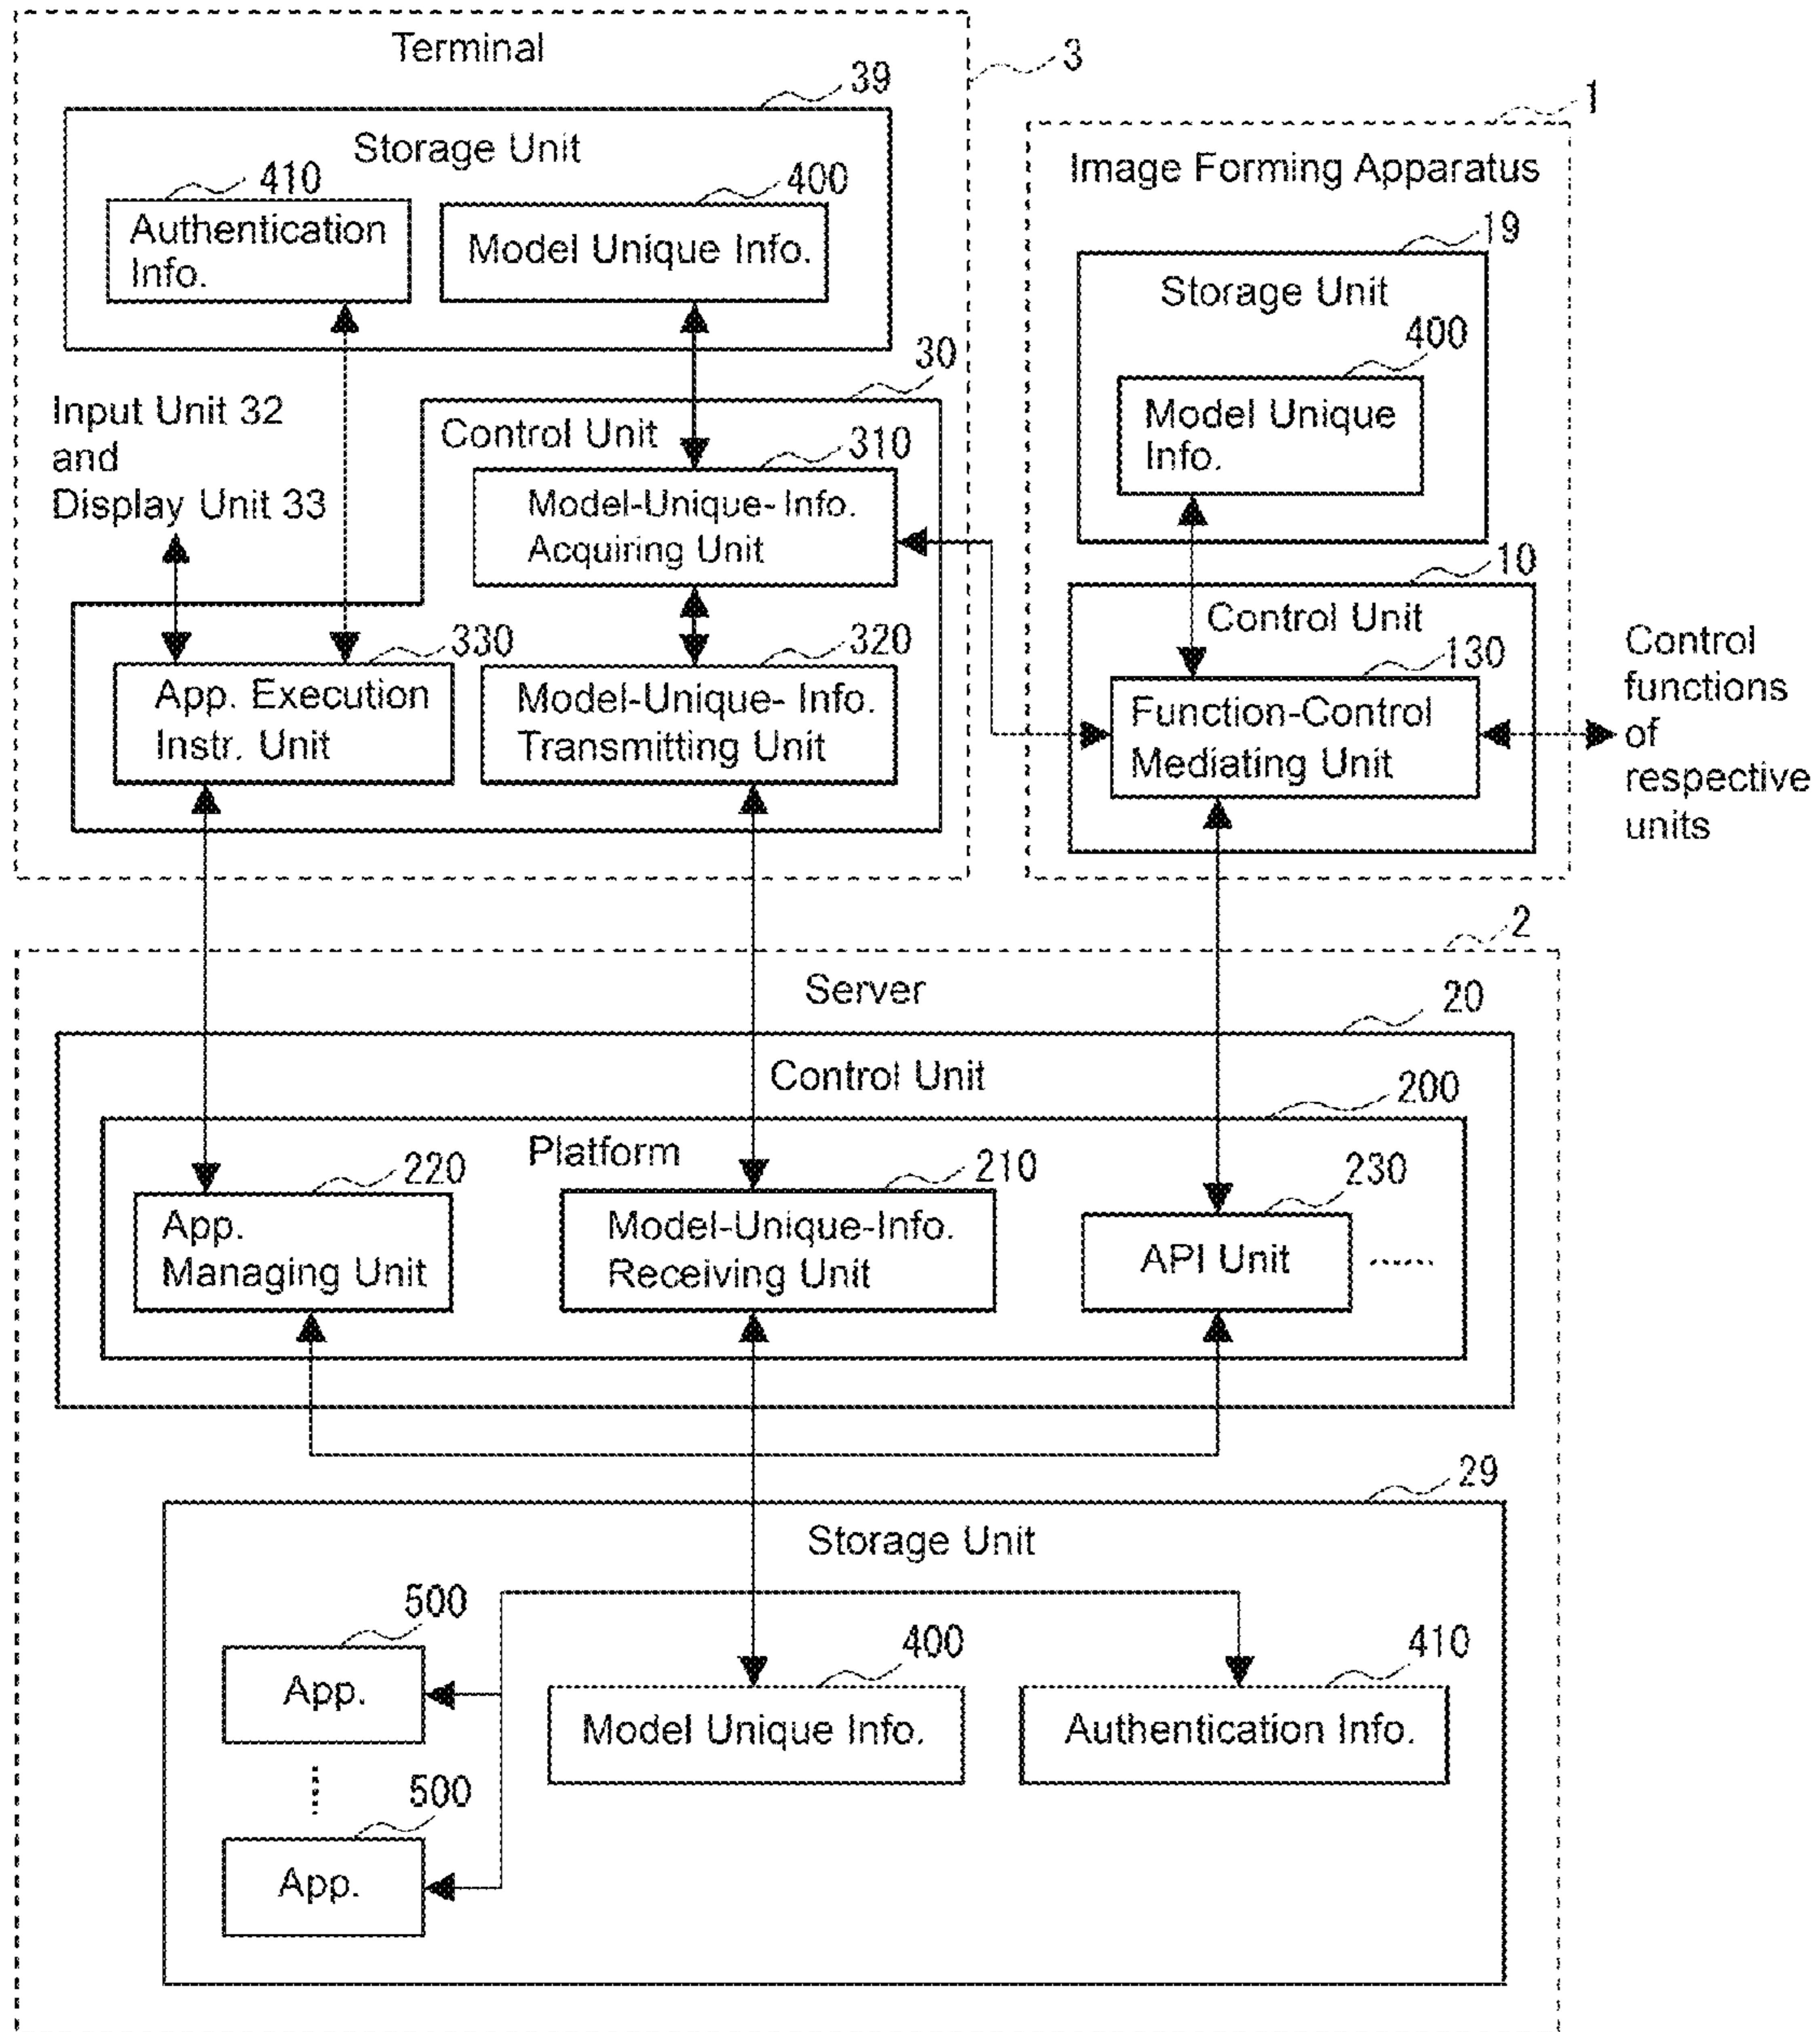 Terminal
3
39
Storage Unit
410
400
Authentication
Info.
Model Unique Info.
30
Input Unit 32
and
Display Unit 33
Control Unit
310
Model-Unique- Info.
Acquiring Unit
330
320
App. Execution
Instr. Unit
Model-Unique- Info.
Transmitting Unit
1
Image Forming Apparatus
19
Storage Unit
400
Model Unique
Info.
10
Control Unit
130
Function-Control
Mediating Unit
Control
functions
of
respective
units
2
Server
20
Control Unit
200
Platform
220
210
230
App.
Managing Unit
Model-Unique-Info.
Receiving Unit
API Unit
......
29
Storage Unit
500
400
410
App.
Model Unique Info.
Authentication Info.
500
App.